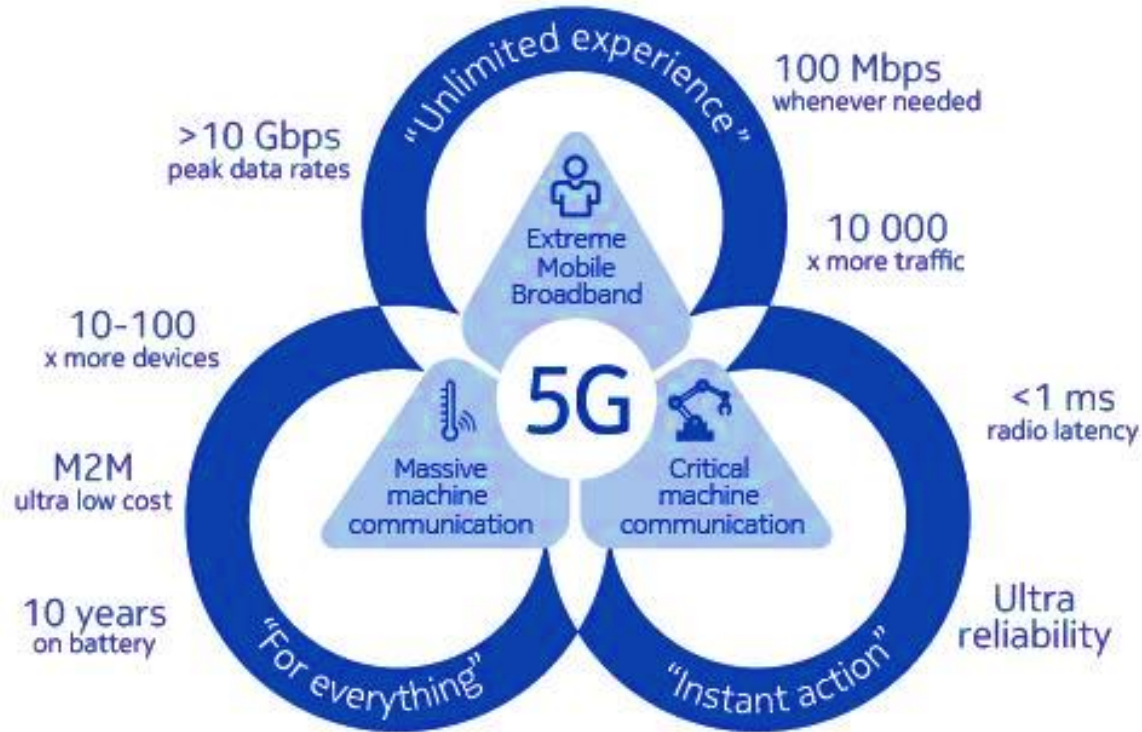 "Unlimited experience"
100 Mbps
whenever needed
>10 Gbps
peak data rates
10 000
x more traffic
Extreme
Mobile
Broadband
10-100
x more devices
5G
<1 ms
radio latency
M2M
ultra low cost
Massive
machine
communication
Critical
machine
communication
10 years
on battery
Ultra
reliability
"For everything"
"Instant action"